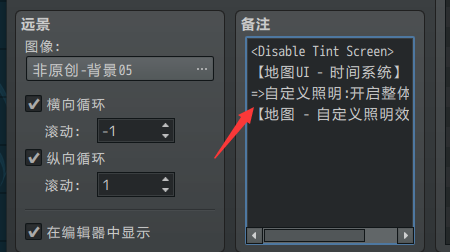 远景
图像:
非原创-背景05 ...
横向循环
滚动: -1
纵向循环
滚动: 1
在编辑器中显示
备注
<Disable Tint Screen>
【地图UI - 时间系统】
=>自定义照明:开启整体
【地图 - 自定义照明效